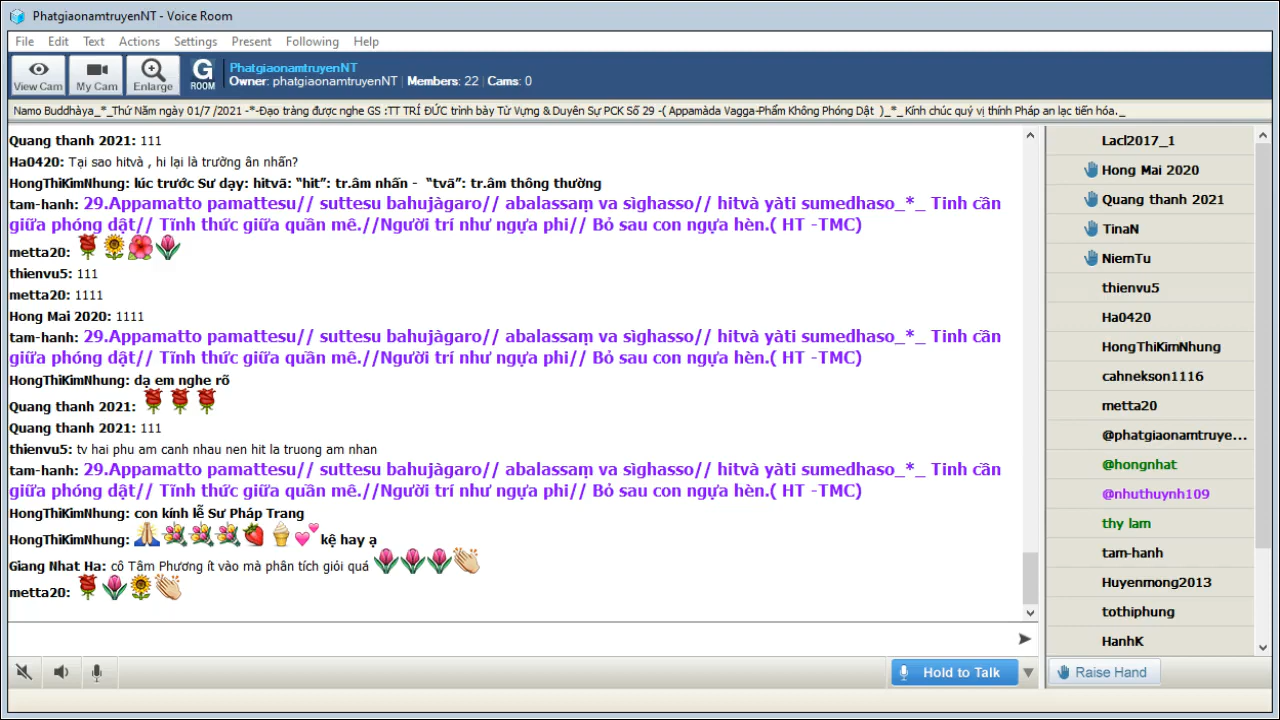 PhatgiaonamtruyenNT - Voice Room
File Edit Text Actions Settings Present Following Help
View Cam My Cam Enlarge G ROOM
PhatgiaonamtruyenNT
Owner: phatgiaonamtruyenNT | Members: 22 | Cams: 0
Namo Buddhàya_*_Thứ Năm ngày 01/7 /2021 -*-Đạo tràng được nghe GS :TT TRÍ ĐỨC trình bày Từ Vựng & Duyên Sự PCK Số 29 -( Appamàda Vagga-Phẩm Không Phóng Dật )_*_Kính chúc quý vị thính Pháp an lạc tiến hóa._
Quang thanh 2021: 111
Ha0420: Tại sao hitvà , hi lại là trường ân nhấn?
HongThiKimNhung: lúc trước Sư dạy: hitvā: “hit”: tr.âm nhấn - “tvā”: tr.âm thông thường
tam-hanh: 29.Appamatto pamattesu// suttesu bahujàgaro// abalassaṃ va sìghasso// hitvà yàti sumedhaso_*_ Tinh cần
giữa phóng dật// Tỉnh thức giữa quần mê.//Người trí như ngựa phi// Bỏ sau con ngựa hèn.( HT -TMC)
metta20:
thienvu5: 111
metta20: 1111
Hong Mai 2020: 1111
tam-hanh: 29.Appamatto pamattesu// suttesu bahujàgaro// abalassaṃ va sìghasso// hitvà yàti sumedhaso_*_ Tinh cần
giữa phóng dật// Tỉnh thức giữa quần mê.//Người trí như ngựa phi// Bỏ sau con ngựa hèn.( HT -TMC)
HongThiKimNhung: dạ em nghe rõ
Quang thanh 2021:
Quang thanh 2021: 111
thienvu5: tv hai phu am canh nhau nen hit la truong am nhan
tam-hanh: 29.Appamatto pamattesu// suttesu bahujàgaro// abalassaṃ va sìghasso// hitvà yàti sumedhaso_*_ Tinh cần
giữa phóng dật// Tỉnh thức giữa quần mê.//Người trí như ngựa phi// Bỏ sau con ngựa hèn.( HT -TMC)
HongThiKimNhung: con kính lễ Sư Pháp Trang
HongThiKimNhung: kệ hay ạ
Giang Nhat Ha: cô Tâm Phương ít vào mà phân tích giỏi quá
metta20:
Hold to Talk
Lacl2017_1
Hong Mai 2020
Quang thanh 2021
TinaN
NiemTu
thienvu5
Ha0420
HongThiKimNhung
cahnekson1116
metta20
@phatgiaonamtruye...
@hongnhat
@nhuthuynh109
thy lam
tam-hanh
Huyenmong2013
tothiphung
HanhK
Raise Hand